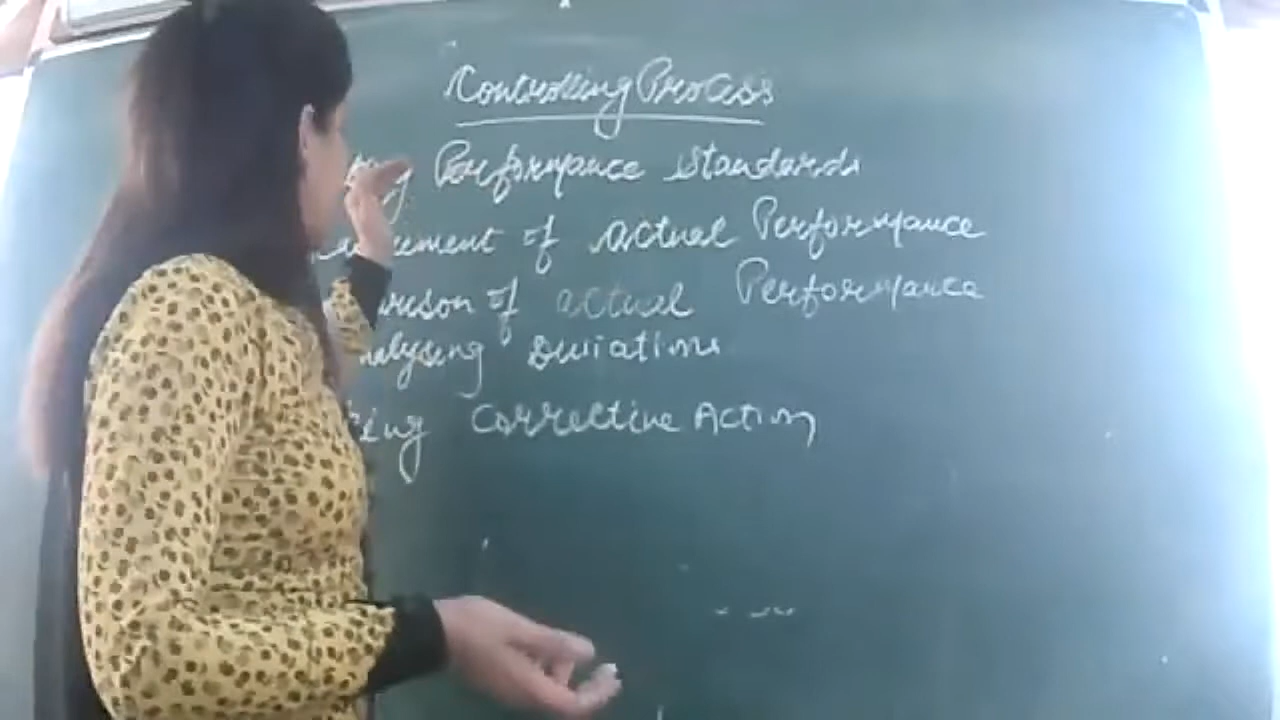 Controlling Process
Performance Standards
of actual Performance
of actual Performance
Deviations
Corrective Action